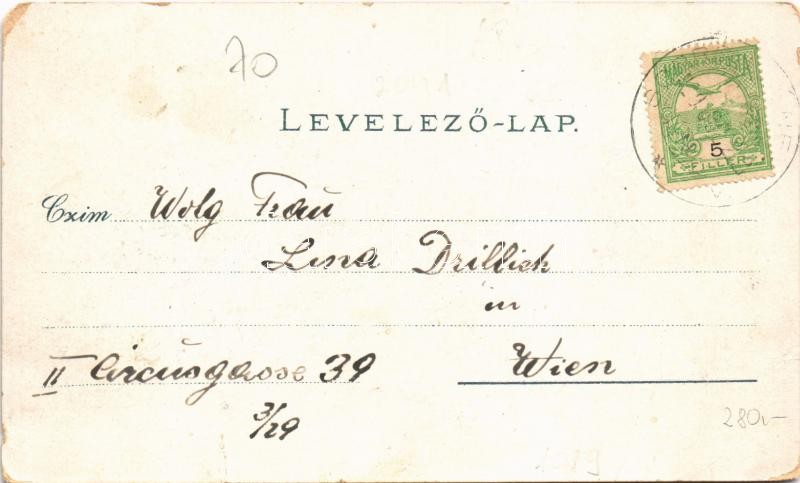 70
MAGYAR KIR. POSTA
5
FILLÉR
LEVELEZŐ-LAP.
Czim Wolg Frau
Lina Drillich
in
II Circusgasse 39 Wien
3/29
280,-